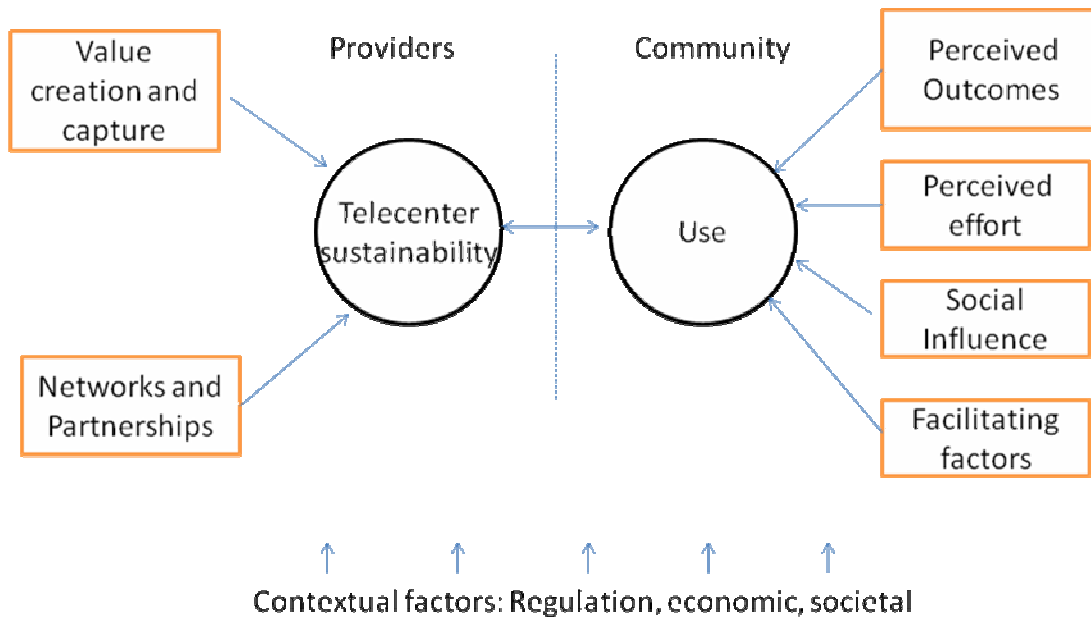 Value
creation and
capture
Providers
Community
Perceived
Outcomes
Telecenter
sustainability
Use
Perceived
effort
Social
Influence
Networks and
Partnerships
Facilitating
factors
Contextual factors: Regulation, economic, societal